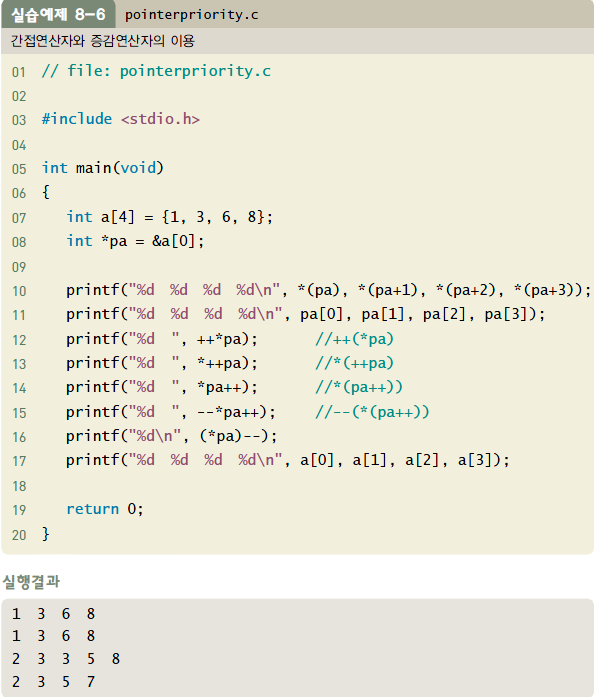 실습예제 8-6 pointerpriority.c
간접연산자와 증감연산자의 이용
01 // file: pointerpriority.c
02
03 #include <stdio.h>
04
05 int main(void)
06 {
07 int a[4] = {1, 3, 6, 8};
08 int *pa = &a[0];
09
10 printf("%d %d %d %d\n", *(pa), *(pa+1), *(pa+2), *(pa+3));
11 printf("%d %d %d %d\n", pa[0], pa[1], pa[2], pa[3]);
12 printf("%d ", ++*pa); //++(*pa)
13 printf("%d ", *++pa); //*(++pa)
14 printf("%d ", *pa++); //*(pa++))
15 printf("%d ", --*pa++); //--(*(pa++))
16 printf("%d\n", (*pa)--);
17 printf("%d %d %d %d\n", a[0], a[1], a[2], a[3]);
18
19 return 0;
20 }
실행결과
1 3 6 8
1 3 6 8
2 3 3 5 8
2 3 5 7